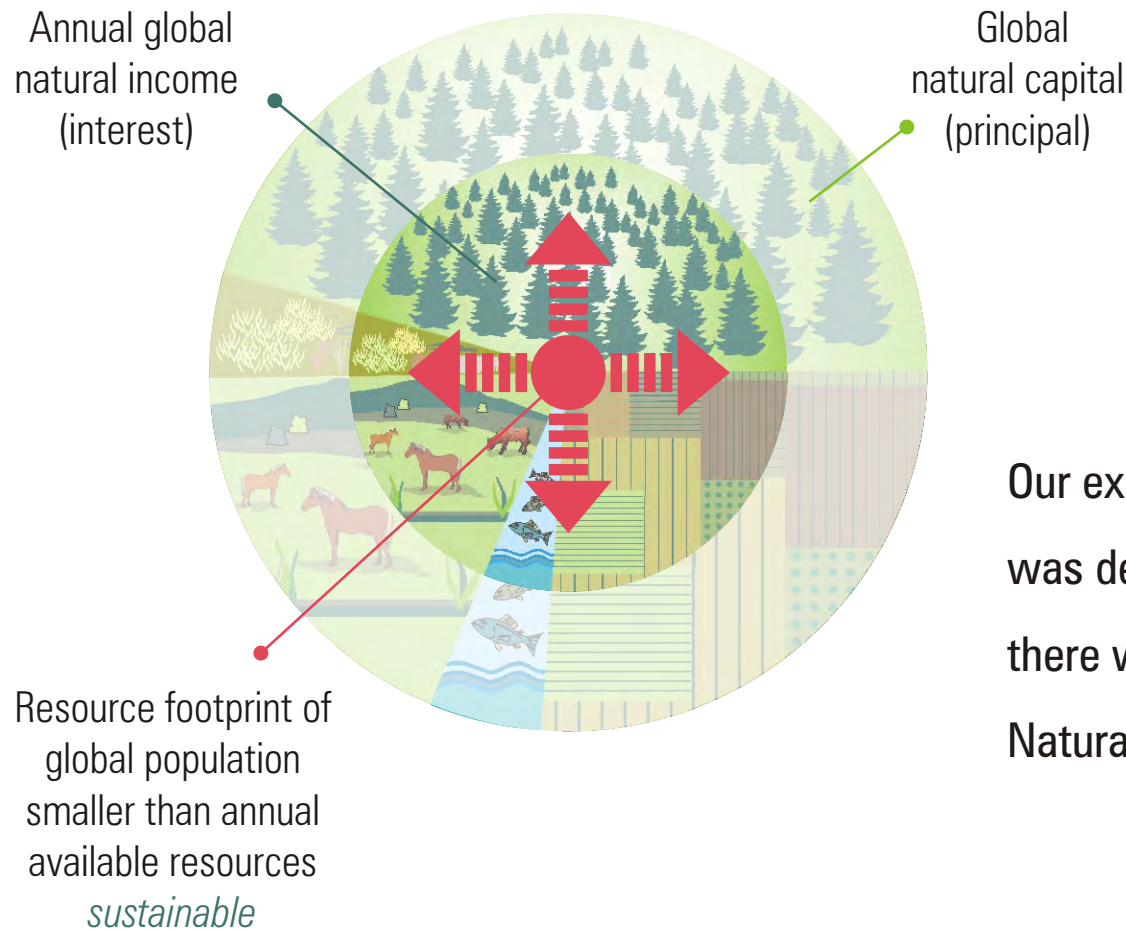 Annual global
natural income
(interest)
Global
natural capital
(principal)
Resource footprint of
global population
smaller than annual
available resources
sustainable
Our ex
was de
there
Natura